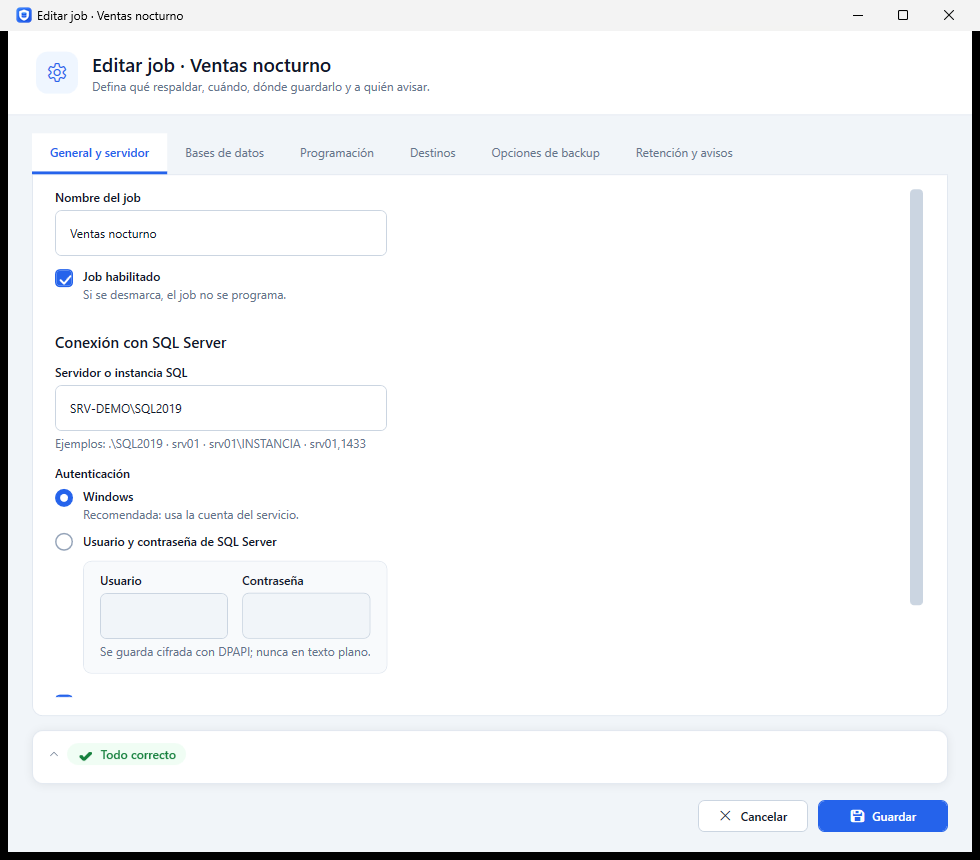 Editar job · Ventas nocturno
Editar job · Ventas nocturno
Defina qué respaldar, cuándo, dónde guardarlo y a quién avisar.
General y servidor
Bases de datos
Programación
Destinos
Opciones de backup
Retención y avisos
Nombre del job
Ventas nocturno
Job habilitado
Si se desmarca, el job no se programa.
Conexión con SQL Server
Servidor o instancia SQL
SRV-DEMO\SQL2019
Ejemplos: .\SQL2019 · srv01 · srv01\INSTANCIA · srv01,1433
Autenticación
Windows
Recomendada: usa la cuenta del servicio.
Usuario y contraseña de SQL Server
Usuario
Contraseña
Se guarda cifrada con DPAPI; nunca en texto plano.
Todo correcto
Cancelar
Guardar